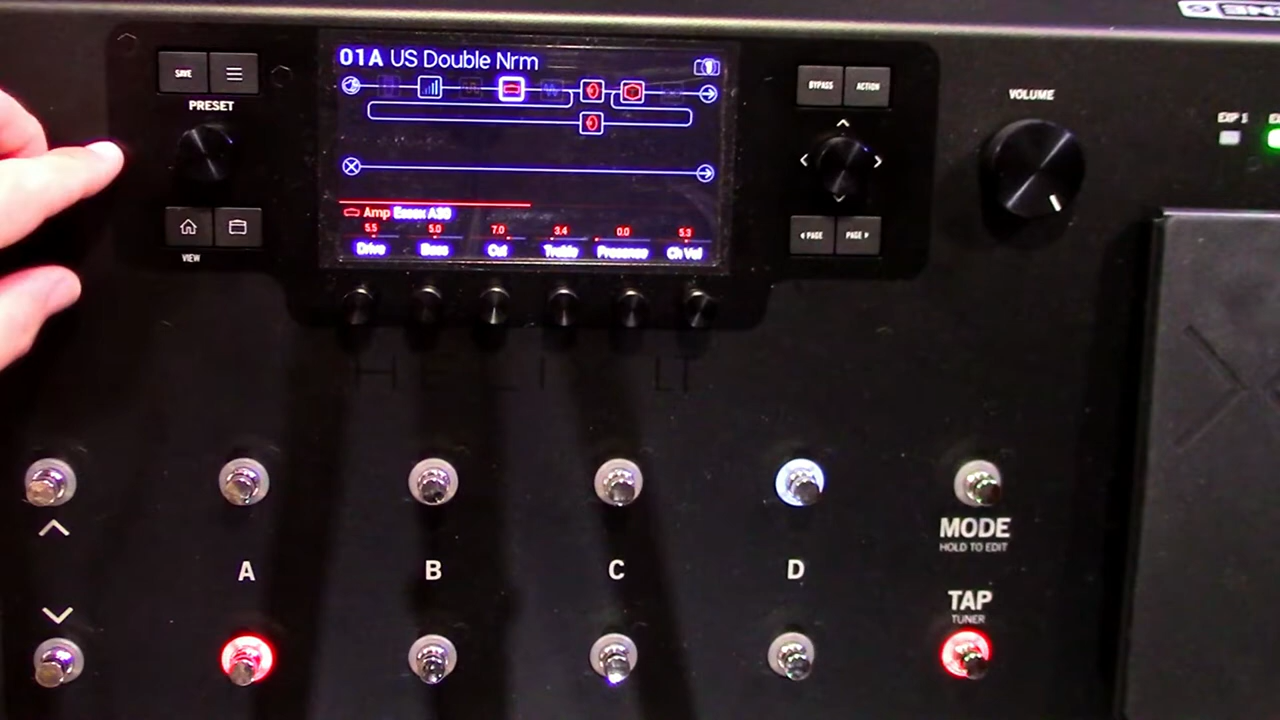 01A US Double Nrm
SAVE
PRESET
VIEW
Amp Essex A30
5.5 5.0 7.0 3.4 0.0 5.3
Drive Bass Cut Treble Presence Ch Vol
BYPASS ACTION
PAGE PAGE
VOLUME
EXP 1
HELI LT
MODE
HOLD TO EDIT
A B C D
TAP
TUNER